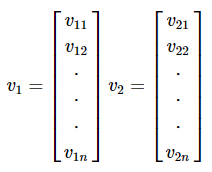 v₁₁ v₂₁
v₁₂ v₂₂
. .
v₁ = . v₂ = .
. .
v₁ₙ v₂ₙ